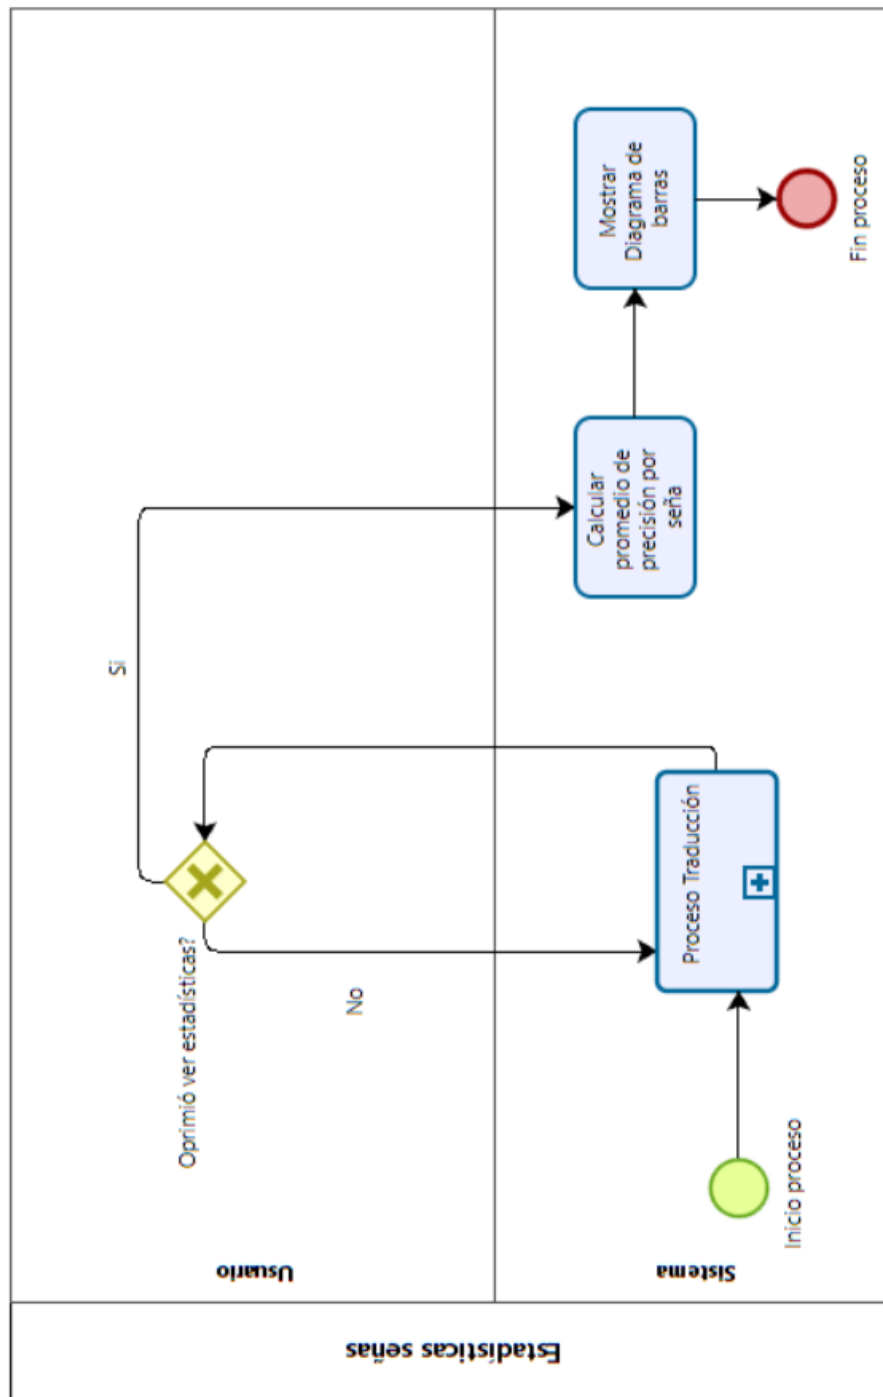 Estadísticas señas
Usuario
Sistema
Oprimió ver estadísticas?
Si
No
Inicio proceso
Proceso Traducción
Calcular
promedio de
precisión por
seña
Mostrar
Diagrama de
barras
Fin proceso